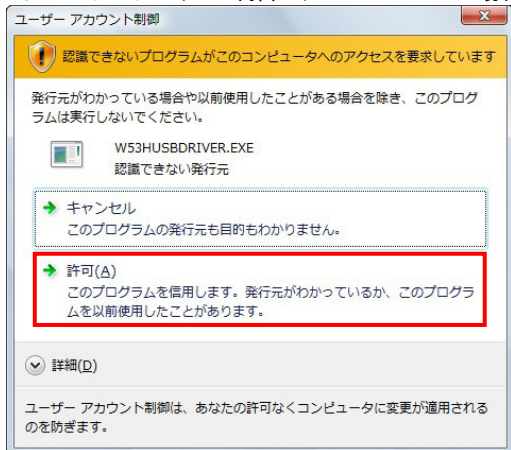 ユーザー アカウント制御
認識できないプログラムがこのコンピュータへのアクセスを要求しています
発行元がわかっている場合や以前使用したことがある場合を除き、このプログ
ラムは実行しないでください。
W53HUSBDRIVER.EXE
認識できない発行元
キャンセル
このプログラムの発行元も目的もわかりません。
許可(A)
このプログラムを信用します。発行元がわかっているか、このプログラ
ムを以前使用したことがあります。
詳細(D)
ユーザー アカウント制御は、あなたの許可なくコンピュータに変更が適用される
のを防ぎます。